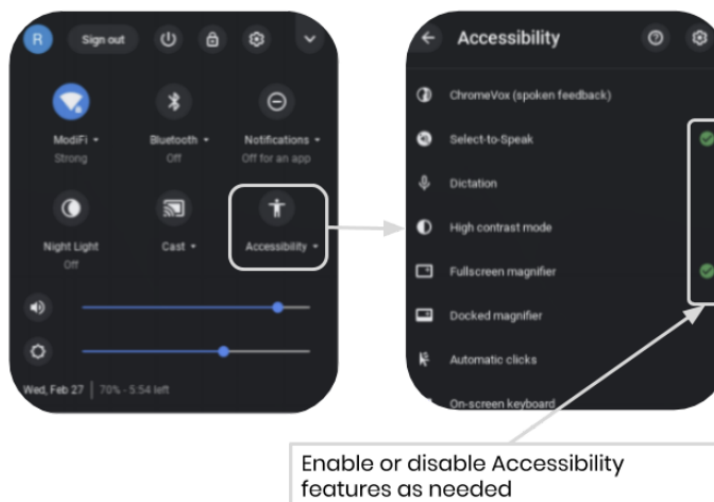 R
Sign out
ModiFi
Strong
Bluetooth
Off
Notifications
Off for an app
Night Light
Off
Cast
Accessibility
Wed, Feb 27 | 70% - 5:54 left
Accessibility
ChromeVox (spoken feedback)
Select-to-Speak
Dictation
High contrast mode
Fullscreen magnifier
Docked magnifier
Automatic clicks
On-screen keyboard
Enable or disable Accessibility
features as needed